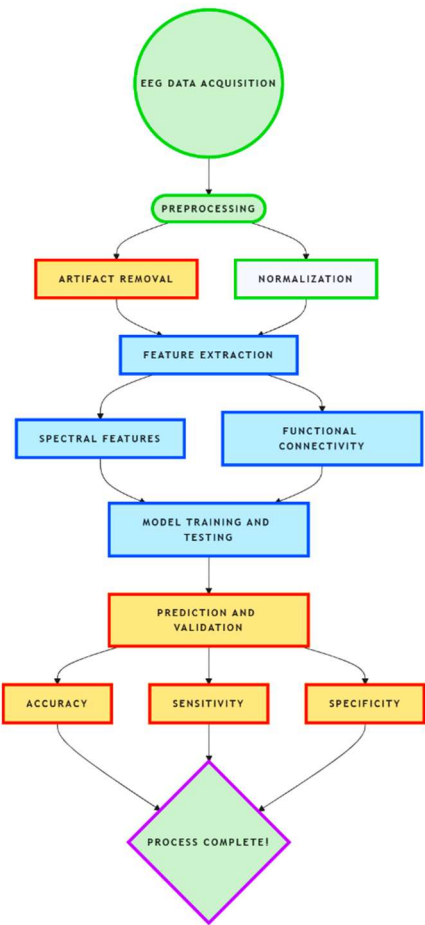 EEG DATA ACQUISITION
PREPROCESSING
ARTIFACT REMOVAL
NORMALIZATION
FEATURE EXTRACTION
SPECTRAL FEATURES
FUNCTIONAL
CONNECTIVITY
MODEL TRAINING AND
TESTING
PREDICTION AND
VALIDATION
ACCURACY
SENSITIVITY
SPECIFICITY
PROCESS COMPLETE!